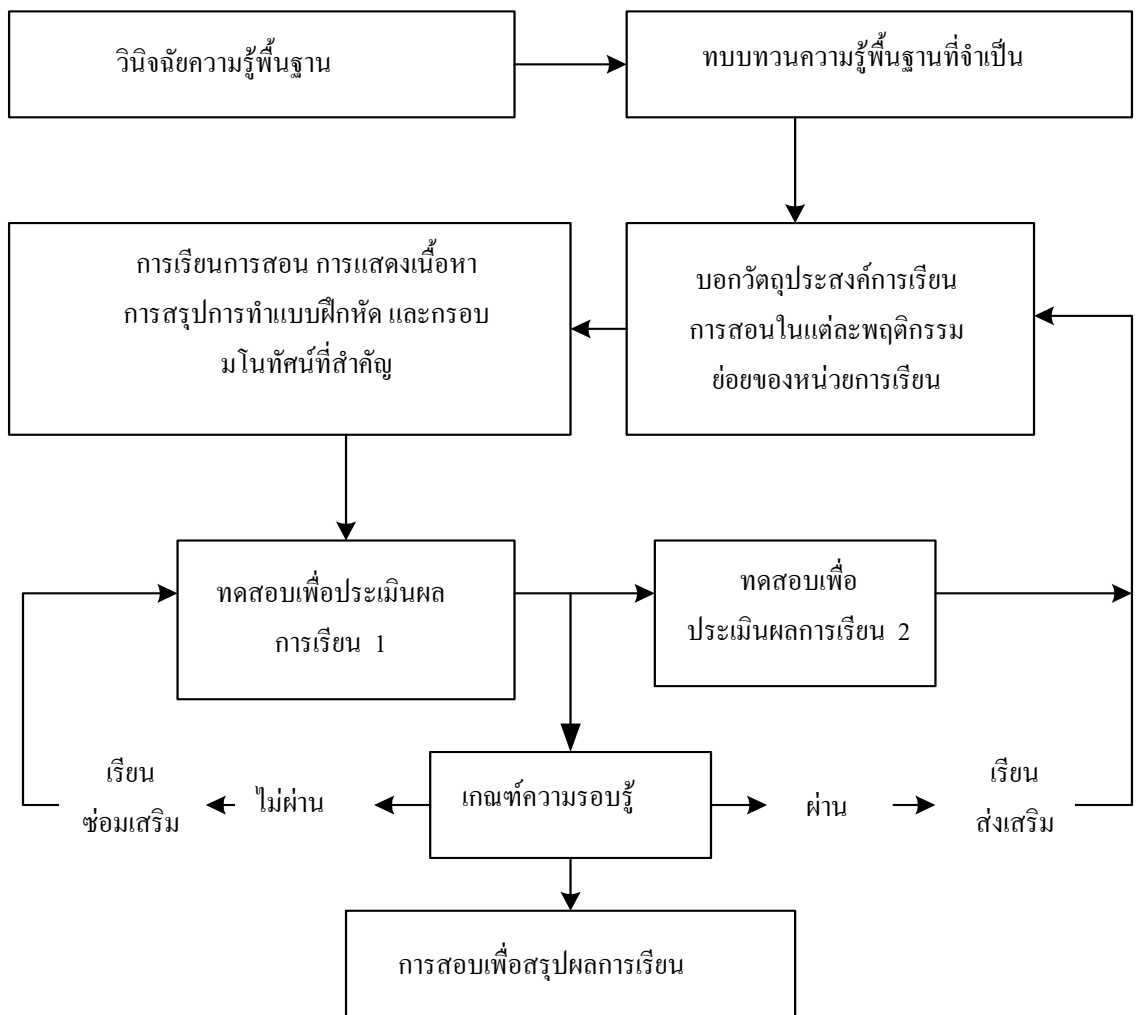 วินิจฉัยความรู้พื้นฐาน
ทบบทวนความรู้พื้นฐานที่จำเป็น
บอกวัตถุประสงค์การเรียน
การสอนในแต่ละพฤติกรรม
ย่อยของหน่วยการเรียน
การเรียนการสอน การแสดงเนื้อหา
การสรุปการทำแบบฝึกหัด และกรอบ
มโนทัศน์ที่สำคัญ
ทดสอบเพื่อประเมินผล
การเรียน 1
ทดสอบเพื่อ
ประเมินผลการเรียน 2
เกณฑ์ความรอบรู้
ไม่ผ่าน
เรียน
ซ่อมเสริม
ผ่าน
เรียน
ส่งเสริม
การสอบเพื่อสรุปผลการเรียน